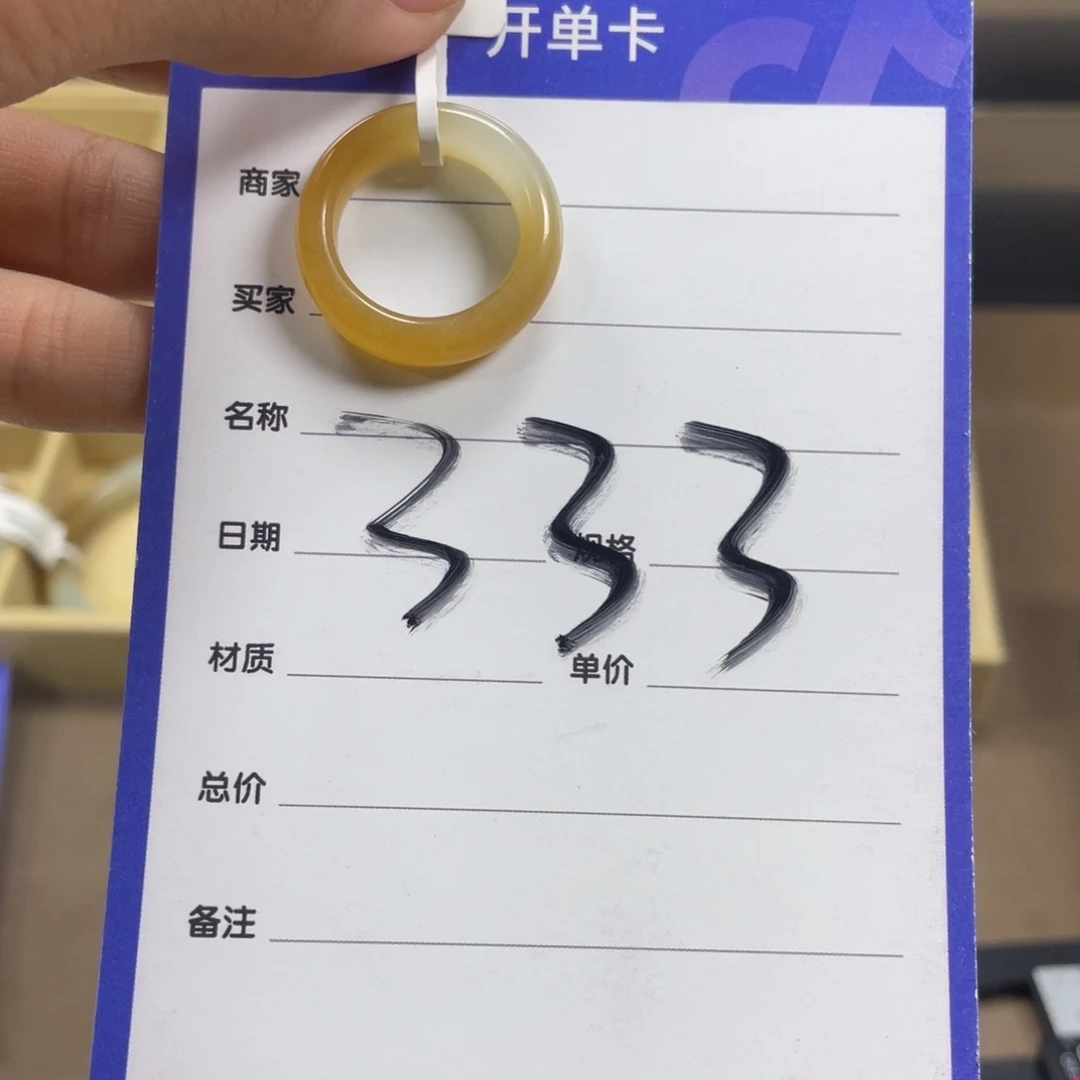 开单卡
商家
买家
名称
333
日期 规格
材质 单价
总价
备注